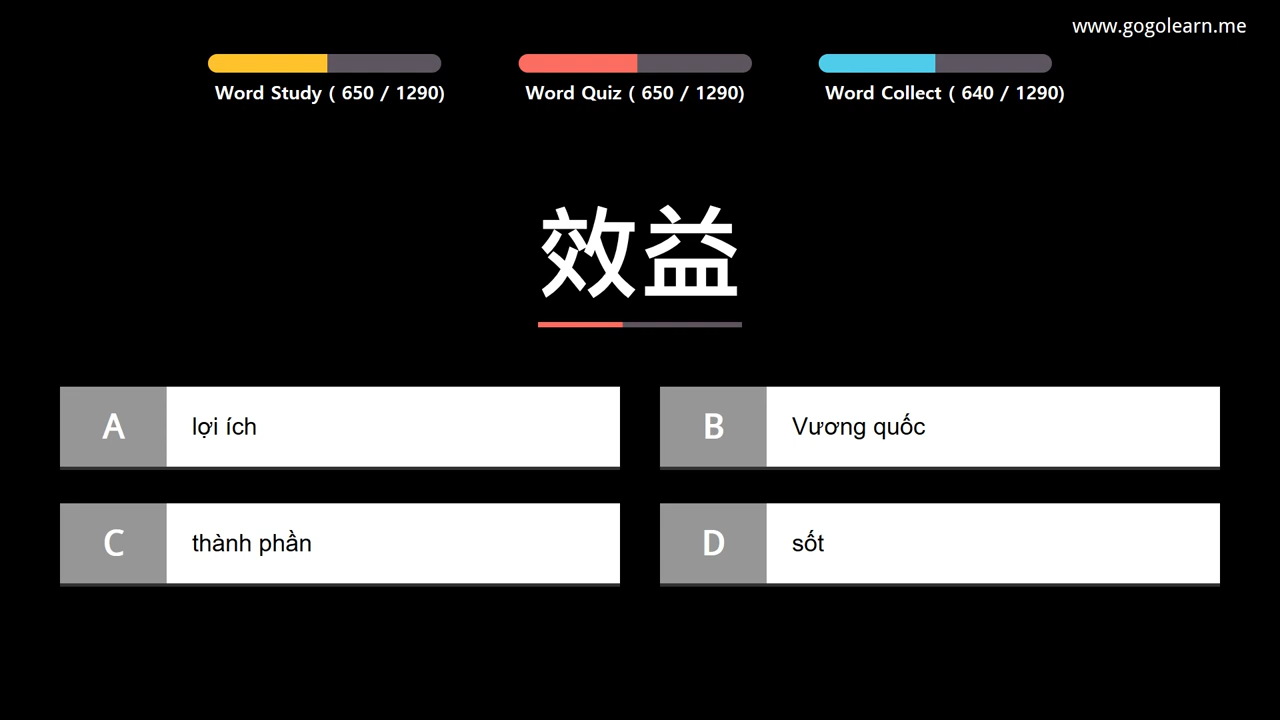 www.gogolearn.me
Word Study ( 650 / 1290)
Word Quiz ( 650 / 1290)
Word Collect ( 640 / 1290)
效益
A lợi ích
B Vương quốc
C thành phần
D sốt